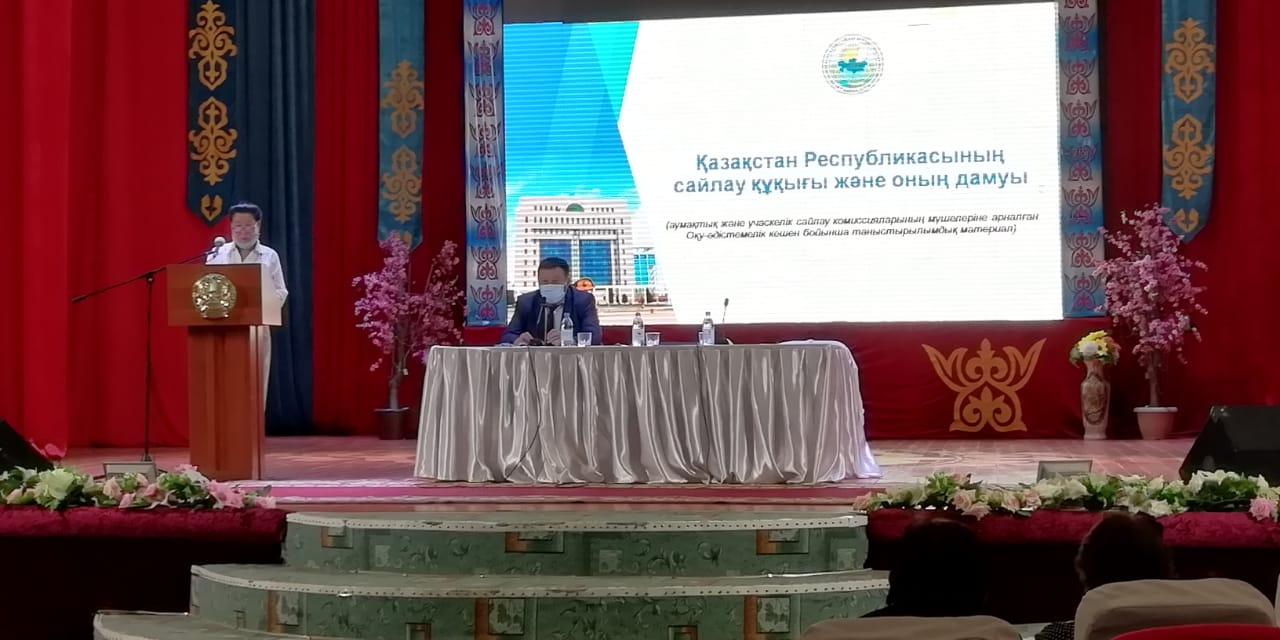 Қазақстан Республикасының
сайлау құқығы және оның дамуы
(аумақтық және учаскелік сайлау комиссияларының мүшелеріне арналған
Оқу-әдістемелік кешен бойынша таныстырылымдық материал)